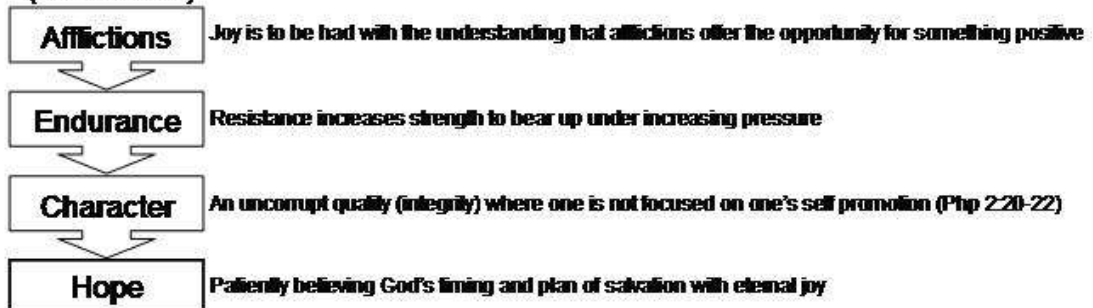 Afflictions Joy is to be had with the understanding that afflictions offer the opportunity for something positive
Endurance Resistance increases strength to bear up under increasing pressure
Character An uncorrupt quality (integrity) where one is not focused on one's self promotion (Php 2:20-22)
Hope Patiently believing God's timing and plan of salvation with eternal joy